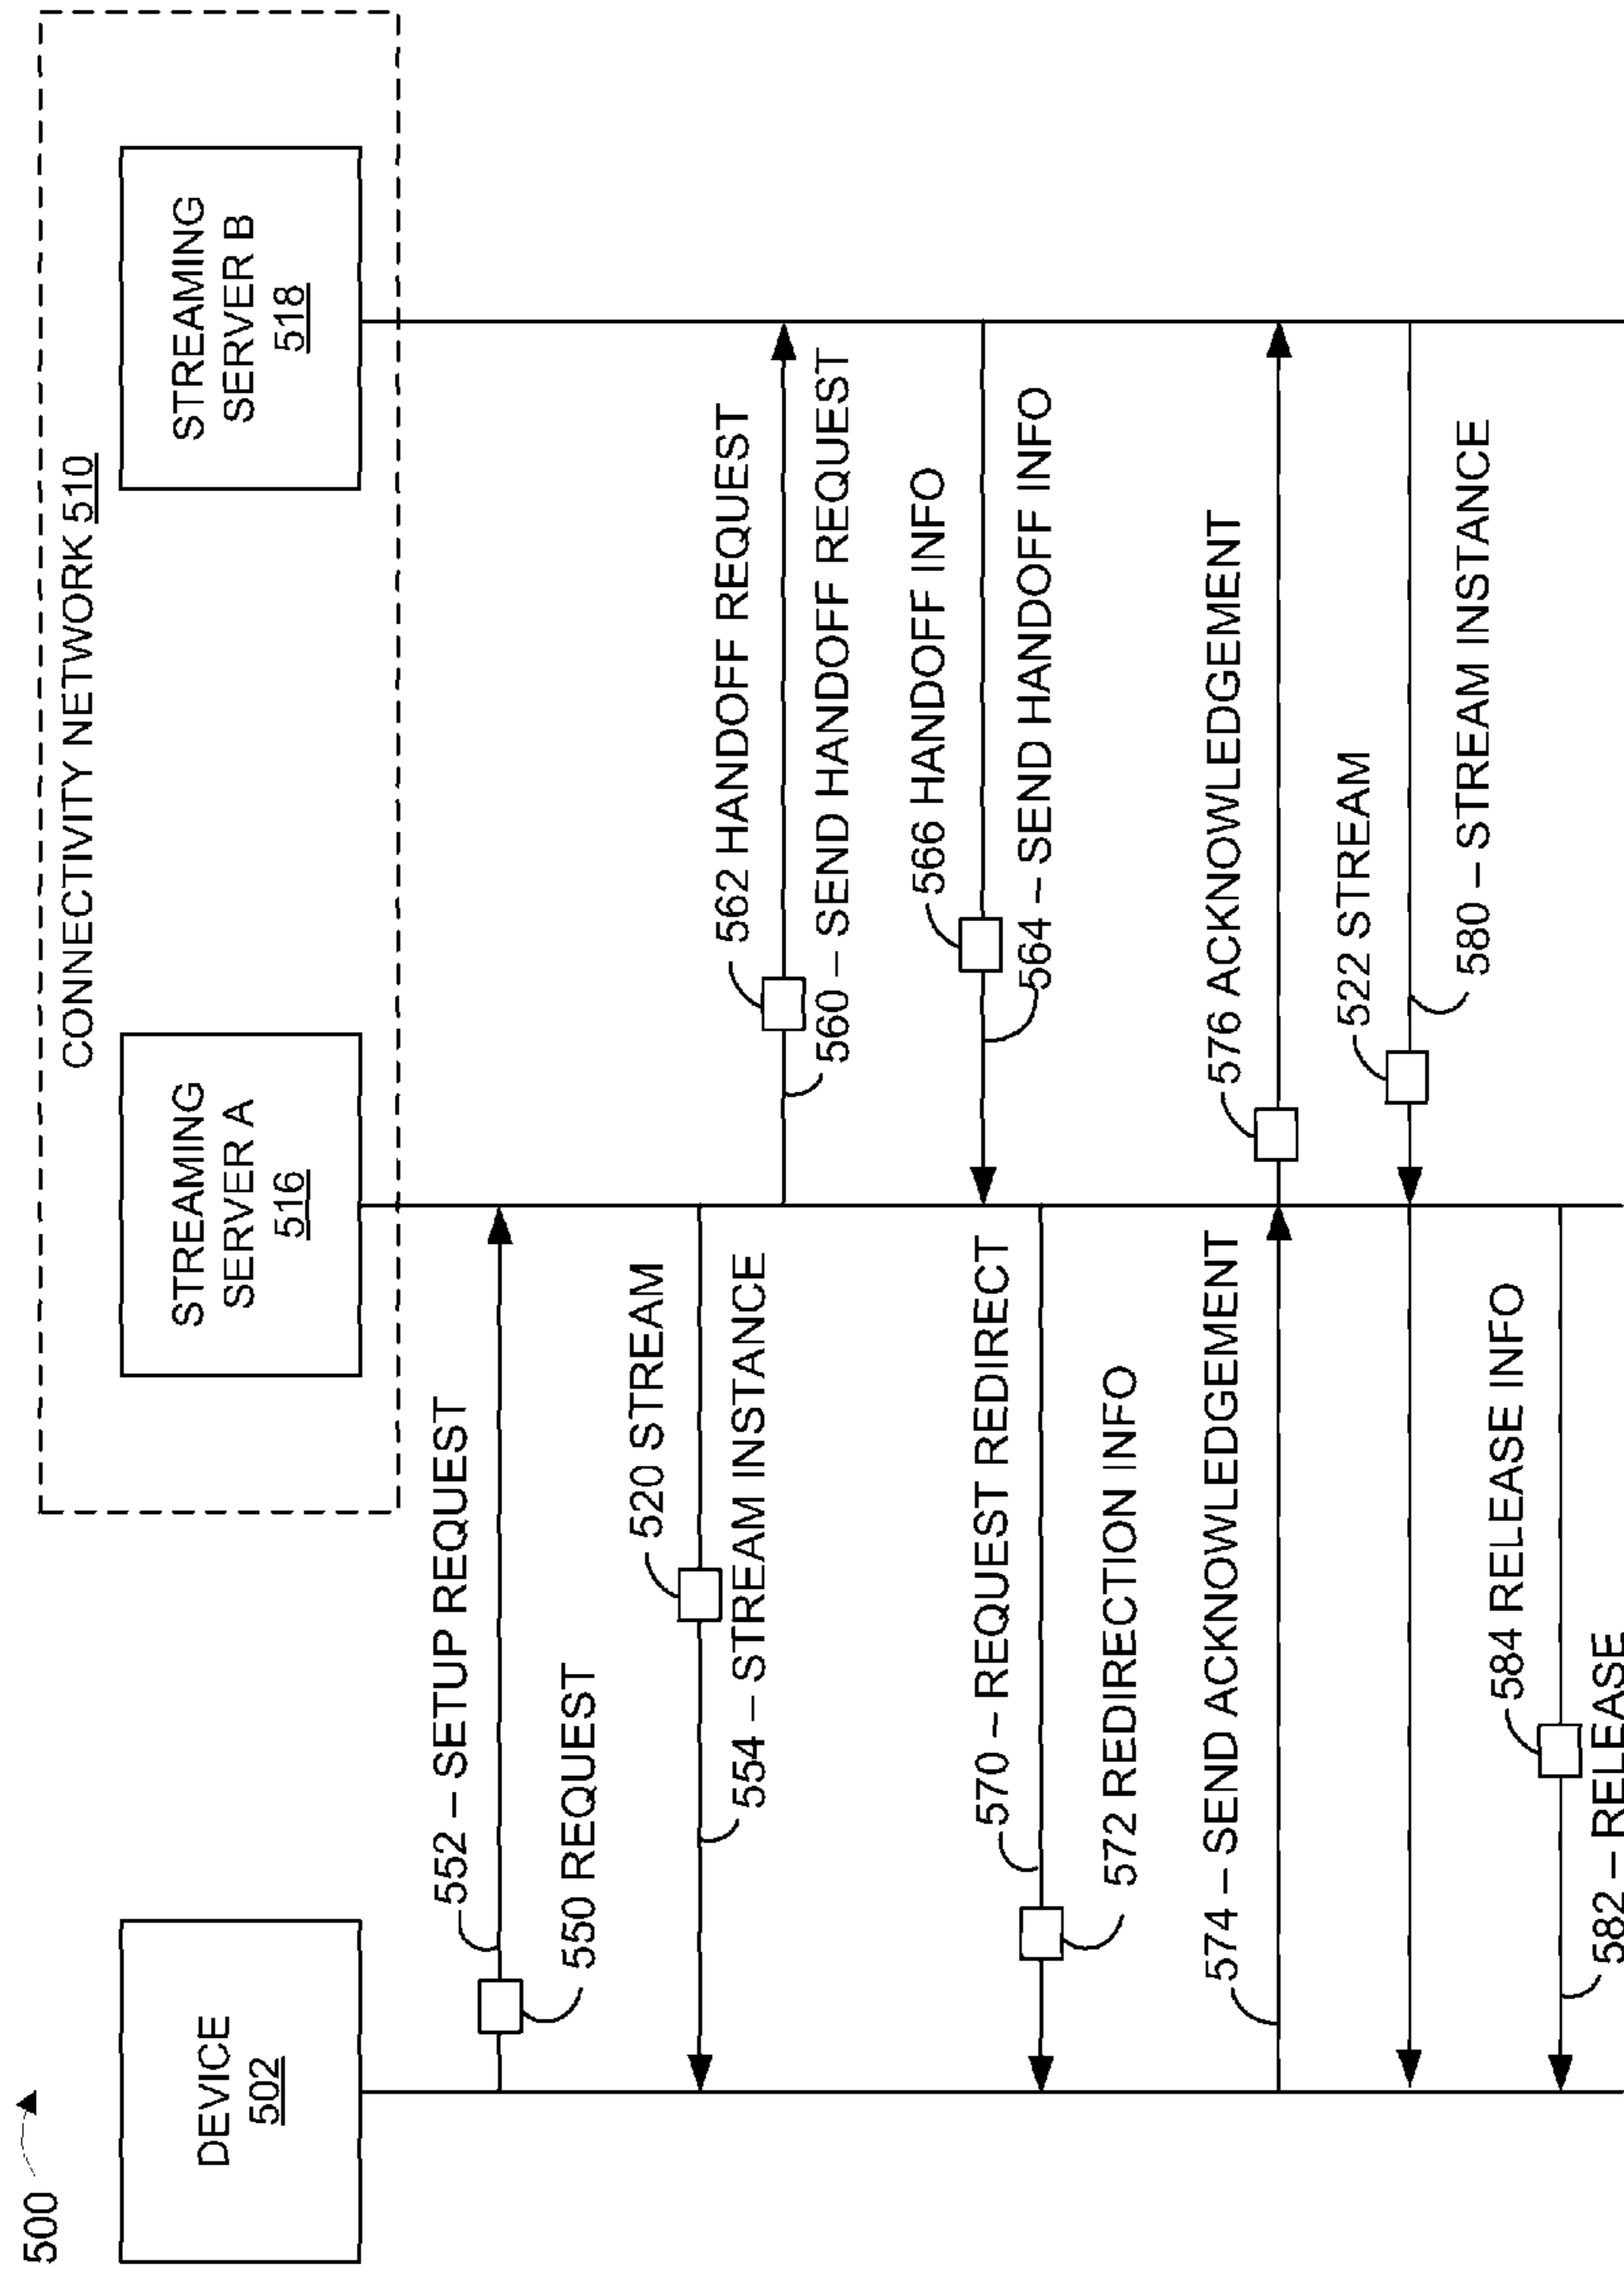 500
CONNECTIVITY NETWORK 510
DEVICE
502
STREAMING
SERVER A
516
STREAMING
SERVER B
518
552 – SETUP REQUEST
550 REQUEST
520 STREAM
554 – STREAM INSTANCE
562 HANDOFF REQUEST
560 – SEND HANDOFF REQUEST
566 HANDOFF INFO
564 – SEND HANDOFF INFO
570 – REQUEST REDIRECT
572 REDIRECTION INFO
574 – SEND ACKNOWLEDGEMENT
576 ACKNOWLEDGEMENT
522 STREAM
580 – STREAM INSTANCE
584 RELEASE INFO
582 – RELEASE